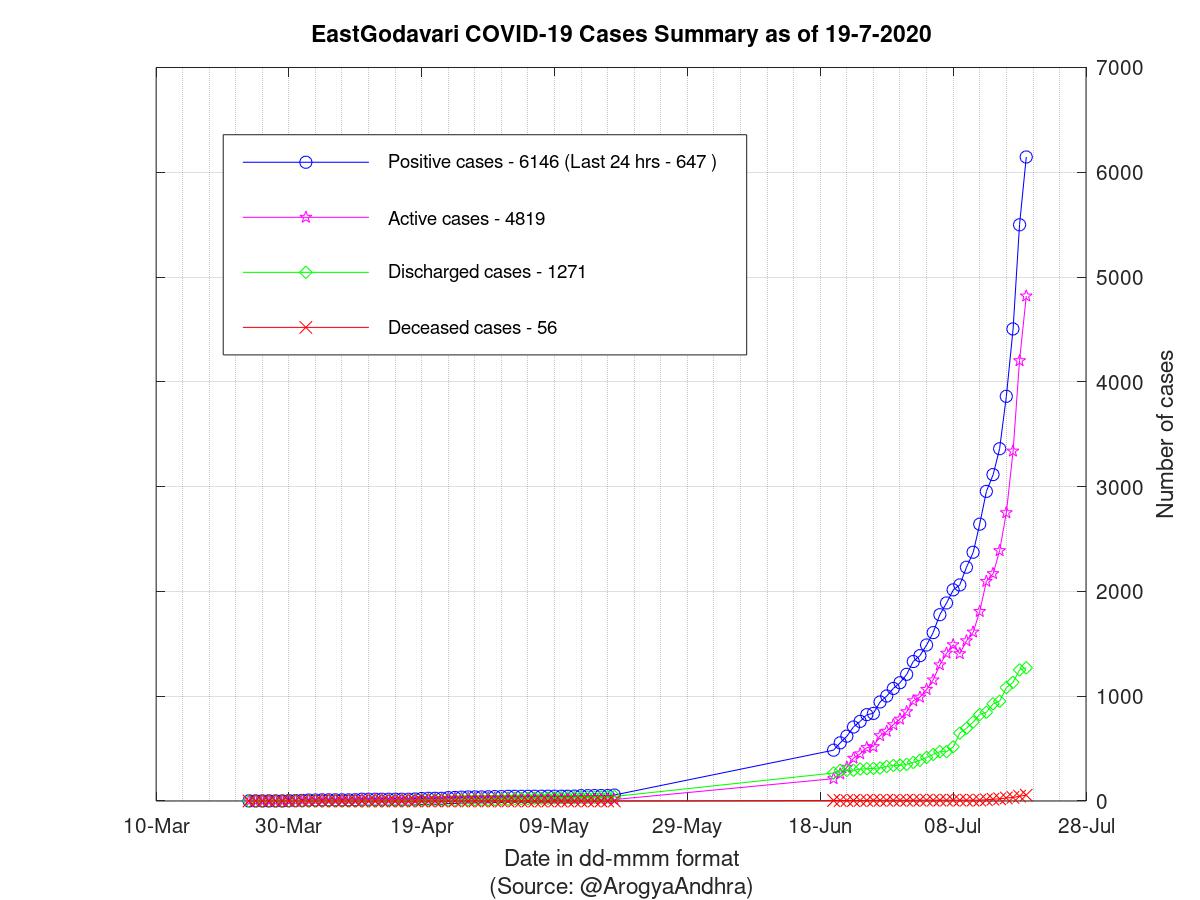 EastGodavari COVID-19 Cases Summary as of 19-7-2020
7000
6000
5000
4000
3000
2000
1000
0
Number of cases
Positive cases - 6146 (Last 24 hrs - 647 )
Active cases - 4819
Discharged cases - 1271
Deceased cases - 56
10-Mar 30-Mar 19-Apr 09-May 29-May 18-Jun 08-Jul 28-Jul
Date in dd-mmm format
(Source: @ArogyaAndhra)